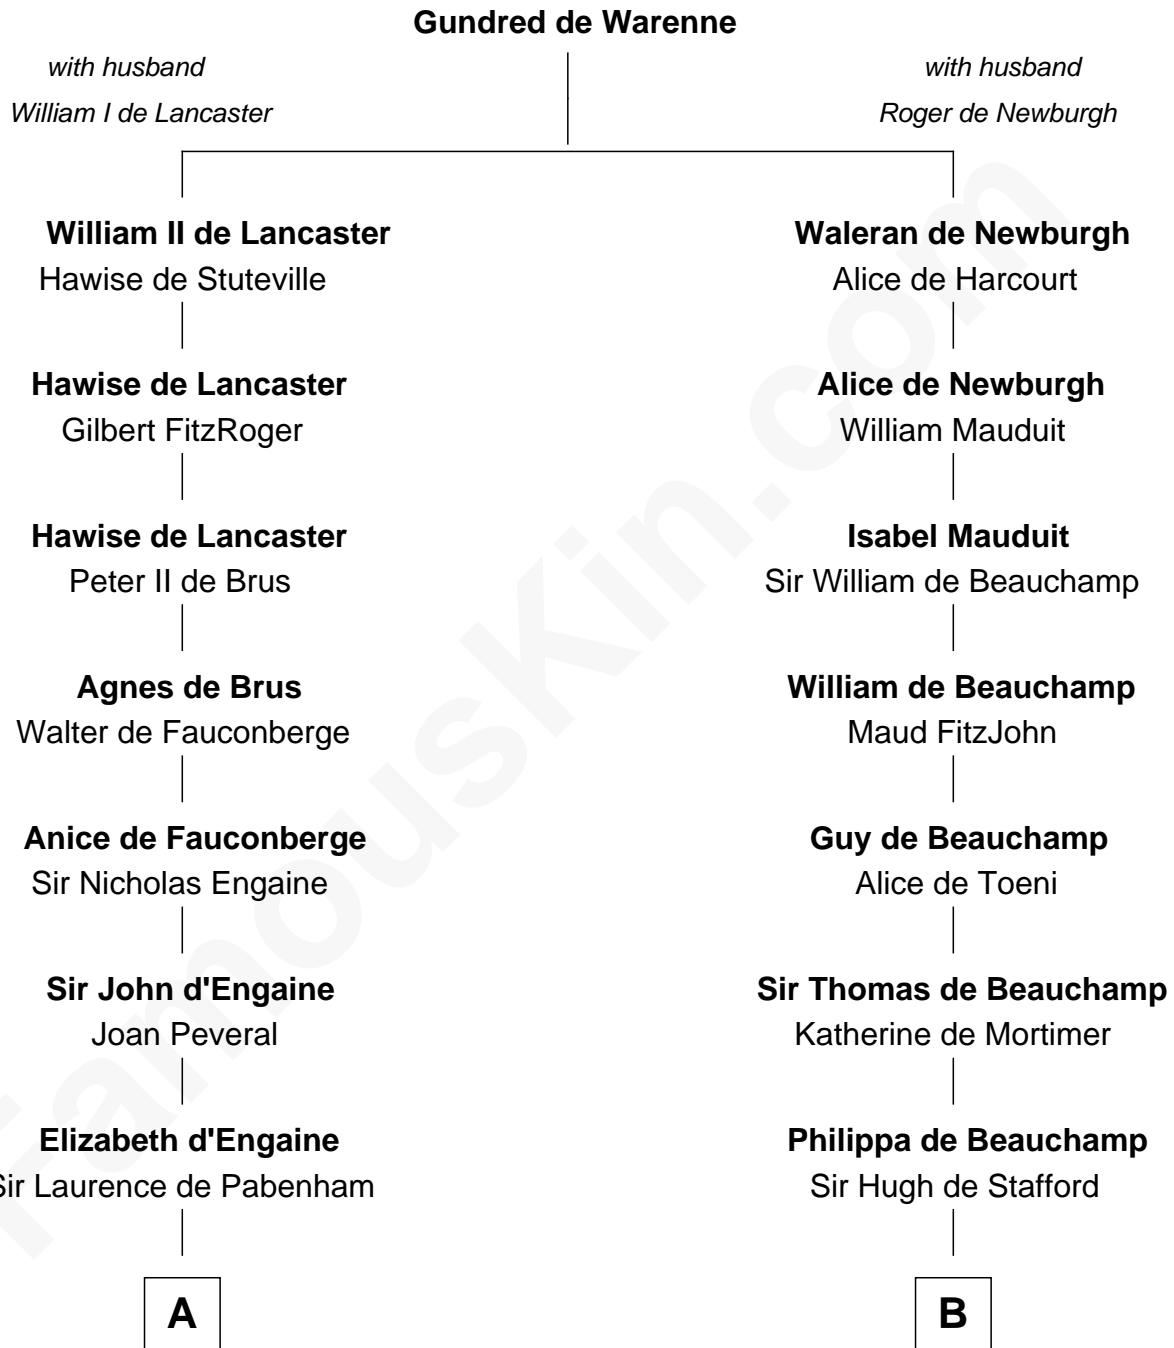 Gundred de Warenne
with husband
William I de Lancaster
with husband
Roger de Newburgh
William II de Lancaster
Hawise de Stuteville
Waleran de Newburgh
Alice de Harcourt
Hawise de Lancaster
Gilbert FitzRoger
Alice de Newburgh
William Mauduit
Hawise de Lancaster
Peter II de Brus
Isabel Mauduit
Sir William de Beauchamp
Agnes de Brus
Walter de Fauconberge
William de Beauchamp
Maud FitzJohn
Anice de Fauconberge
Sir Nicholas Engaine
Guy de Beauchamp
Alice de Toeni
Sir John d'Engaine
Joan Peveral
Sir Thomas de Beauchamp
Katherine de Mortimer
Elizabeth d'Engaine
Sir Laurence de Pabenham
Philippa de Beauchamp
Sir Hugh de Stafford
A
B
FamousKin.com